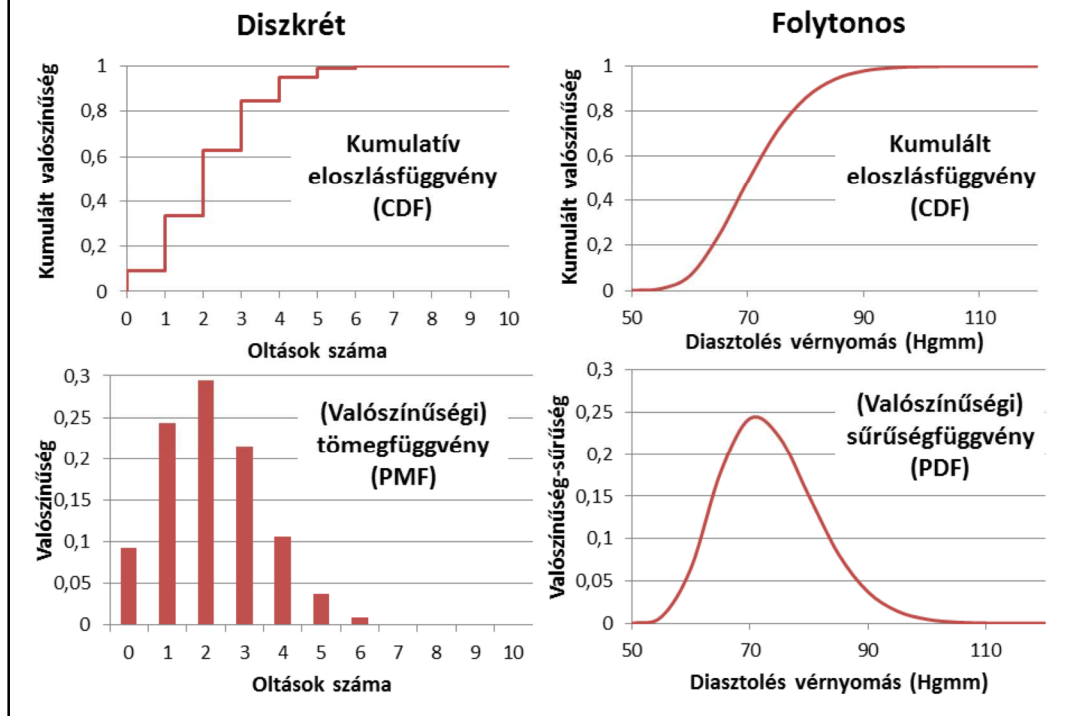 Diszkrét
Kumulált valószínűség
1
0,8
0,6
0,4
0,2
0
Kumulatív
eloszlásfüggvény
(CDF)
0 1 2 3 4 5 6 7 8 9 10
Oltások száma
Folytonos
Kumulált valószínűség
1
0,8
0,6
0,4
0,2
0
Kumulált
eloszlásfüggvény
(CDF)
50 70 90 110
Diasztolés vérnyomás (Hgmm)
Valószínűség
0,3
0,25
0,2
0,15
0,1
0,05
0
(Valószínűségi)
tömegfüggvény
(PMF)
0 1 2 3 4 5 6 7 8 9 10
Oltások száma
Valószínűség-sűrűség
0,3
0,25
0,2
0,15
0,1
0,05
0
(Valószínűségi)
sűrűségfüggvény
(PDF)
50 70 90 110
Diasztolés vérnyomás (Hgmm)